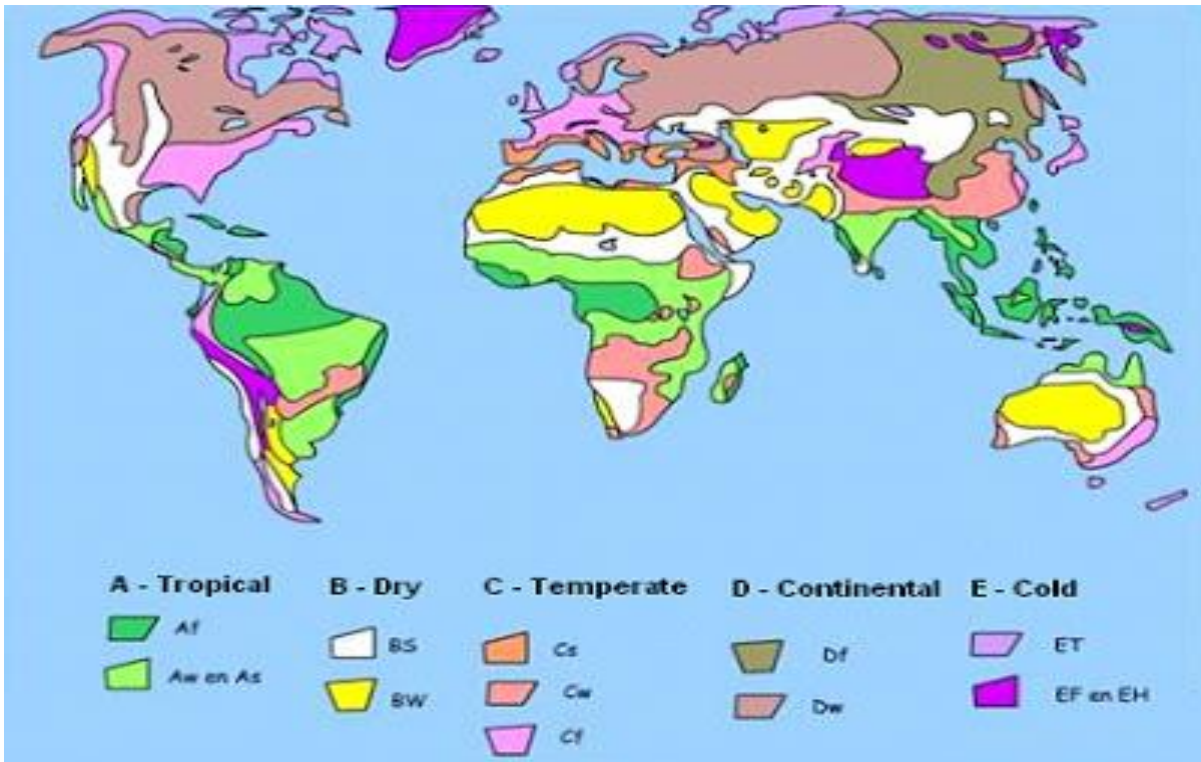 A - Tropical
Af
Aw en As
B - Dry
BS
BW
C - Temperate
Cs
Cw
Cf
D - Continental
Df
Dw
E - Cold
ET
EF en EH